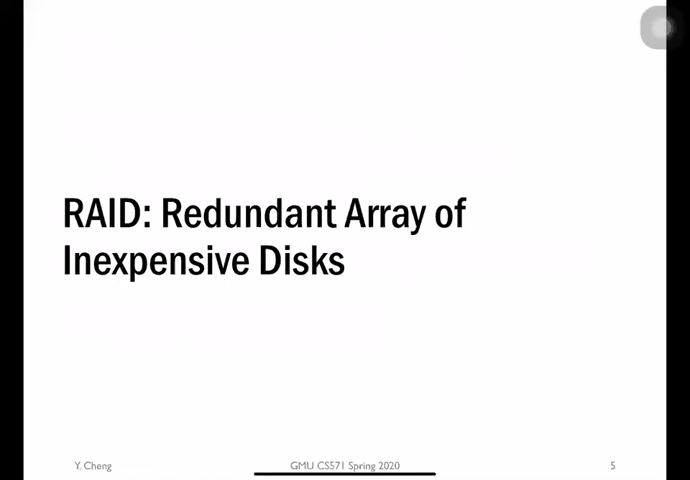 RAID: Redundant Array of
Inexpensive Disks
Y. Cheng
GMU CS571 Spring 2020
5